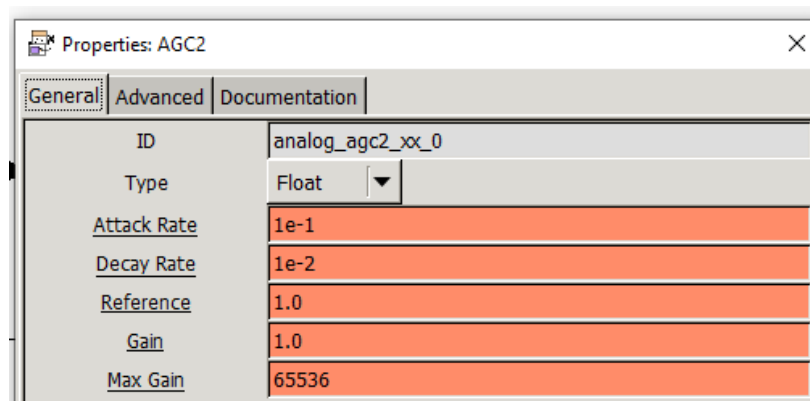 Properties: AGC2
General Advanced Documentation
ID analog_agc2_xx_0
Type Float
Attack Rate 1e-1
Decay Rate 1e-2
Reference 1.0
Gain 1.0
Max Gain 65536